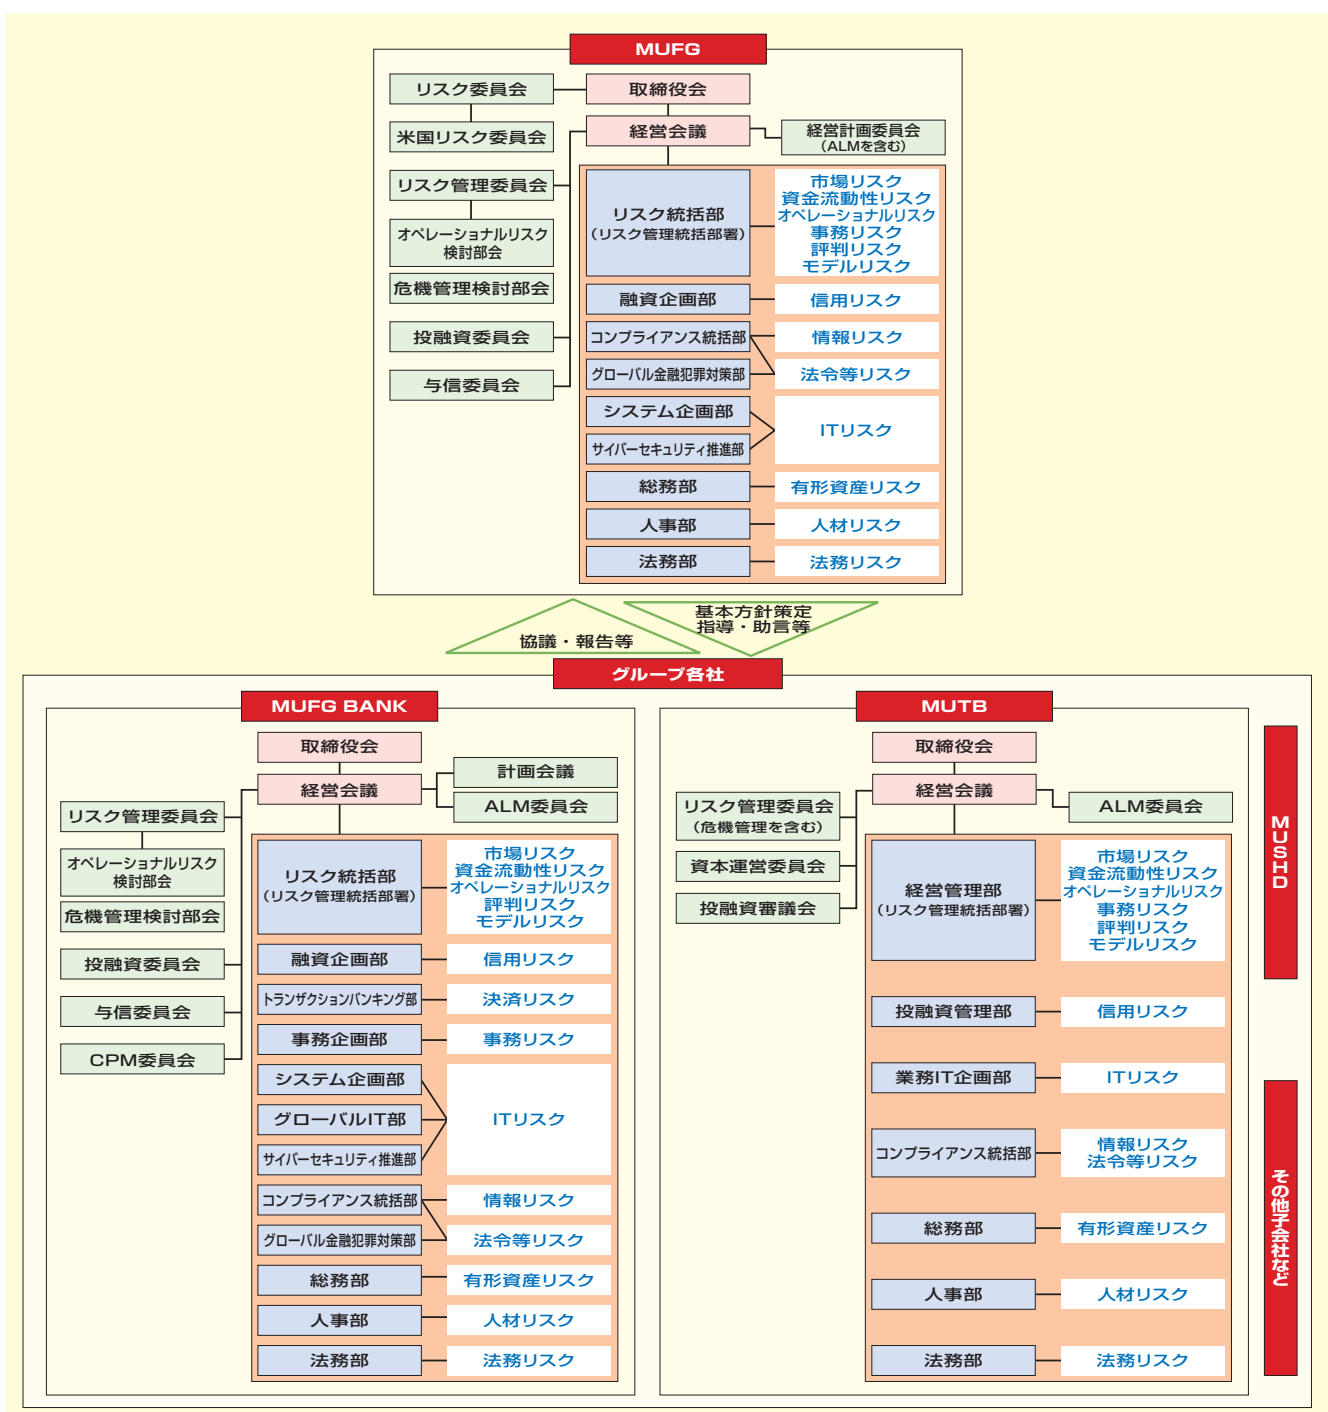 MUFG
リスク委員会
取締役会
米国リスク委員会
経営会議
経営計画委員会
(ALMを含む)
リスク管理委員会
オペレーショナルリスク
検討部会
危機管理検討部会
投融資委員会
与信委員会
リスク統括部
(リスク管理統括部署)
市場リスク
資金流動性リスク
オペレーショナルリスク
事務リスク
評判リスク
モデルリスク
融資企画部
信用リスク
コンプライアンス統括部
情報リスク
グローバル金融犯罪対策部
法令等リスク
システム企画部
ITリスク
サイバーセキュリティ推進部
総務部
有形資産リスク
人事部
人材リスク
法務部
法務リスク
協議・報告等
基本方針策定
指導・助言等
グループ各社
MUFG BANK
取締役会
経営会議
計画会議
ALM委員会
リスク管理委員会
オペレーショナルリスク
検討部会
危機管理検討部会
投融資委員会
与信委員会
CPM委員会
リスク統括部
(リスク管理統括部署)
市場リスク
資金流動性リスク
オペレーショナルリスク
評判リスク
モデルリスク
融資企画部
信用リスク
トランザクションバンキング部
決済リスク
事務企画部
事務リスク
システム企画部
グローバルIT部
ITリスク
サイバーセキュリティ推進部
コンプライアンス統括部
情報リスク
グローバル金融犯罪対策部
法令等リスク
総務部
有形資産リスク
人事部
人材リスク
法務部
法務リスク
MUTB
取締役会
経営会議
ALM委員会
リスク管理委員会
(危機管理を含む)
資本運営委員会
投融資審議会
経営管理部
(リスク管理統括部署)
市場リスク
資金流動性リスク
オペレーショナルリスク
事務リスク
評判リスク
モデルリスク
投融資管理部
信用リスク
業務IT企画部
ITリスク
コンプライアンス統括部
情報リスク
法令等リスク
総務部
有形資産リスク
人事部
人材リスク
法務部
法務リスク
MUSHD
その他子会社など